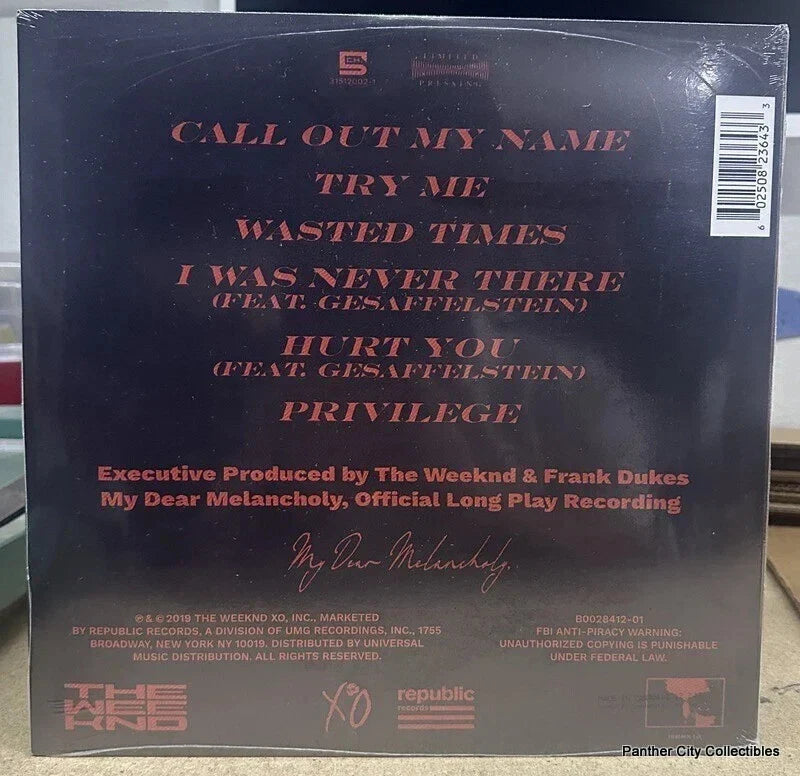 31512002-1
LIMITED
PRESSING
6 02508 23643 3
CALL OUT MY NAME
TRY ME
WASTED TIMES
I WAS NEVER THERE
(FEAT. GESAFFELSTEIN)
HURT YOU
(FEAT. GESAFFELSTEIN)
PRIVILEGE
Executive Produced by The Weeknd & Frank Dukes
My Dear Melancholy, Official Long Play Recording
My Dear Melancholy,
℗ & © 2019 THE WEEKND XO, INC., MARKETED
BY REPUBLIC RECORDS, A DIVISION OF UMG RECORDINGS, INC., 1755
BROADWAY, NEW YORK NY 10019. DISTRIBUTED BY UNIVERSAL
MUSIC DISTRIBUTION. ALL RIGHTS RESERVED.
B0028412-01
FBI ANTI-PIRACY WARNING:
UNAUTHORIZED COPYING IS PUNISHABLE
UNDER FEDERAL LAW.
THE
WEE
KND
XO
republic
records
Panther City Collectibles